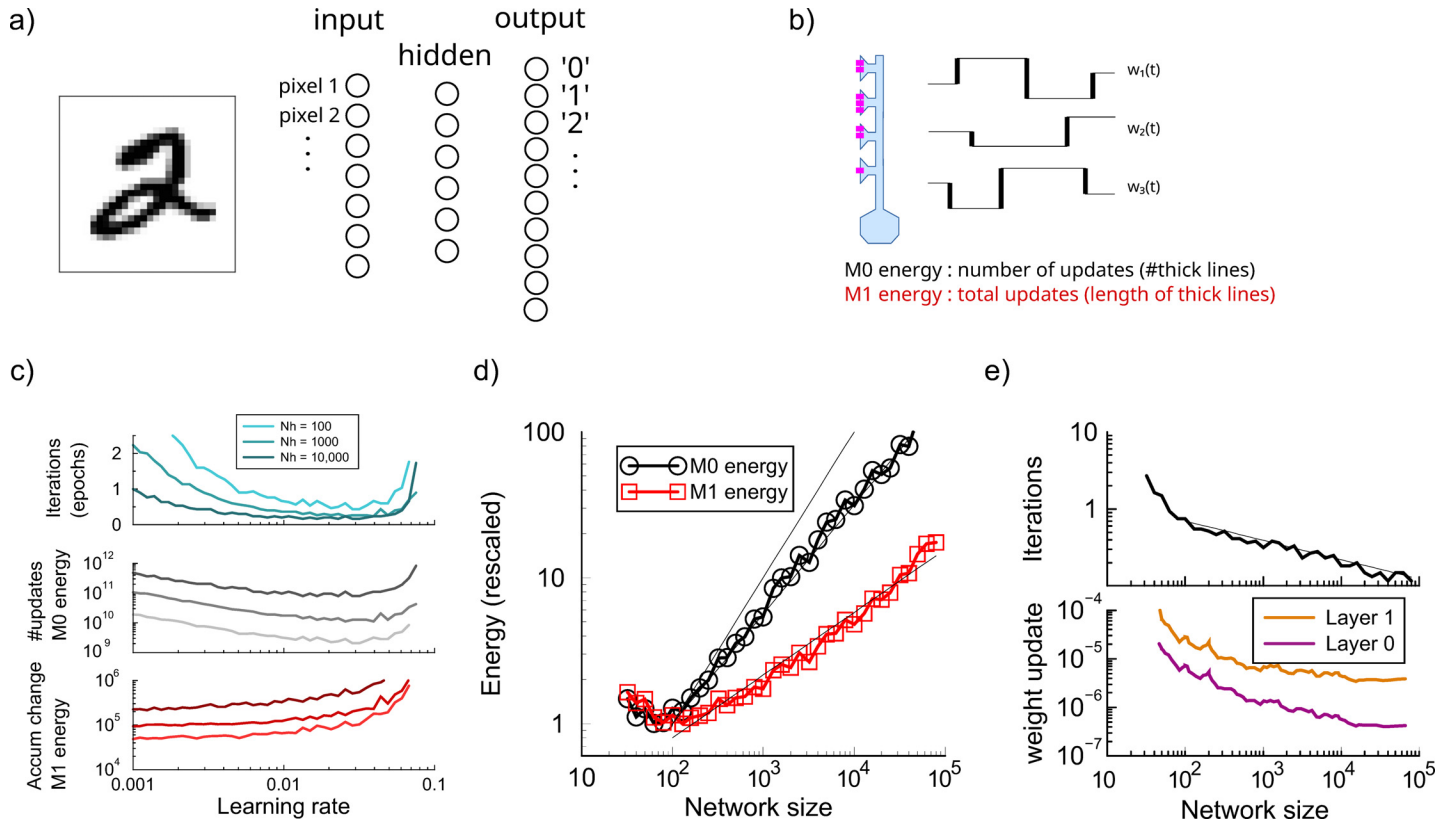 a)
input
hidden
output
pixel 1
pixel 2
'0'
'1'
'2'
b)
w₁(t)
w₂(t)
w₃(t)
M0 energy : number of updates (#thick lines)
M1 energy : total updates (length of thick lines)
c)
Nh = 100
Nh = 1000
Nh = 10,000
Iterations
(epochs)
2
1
0
#updates
M0 energy
10¹²
10¹¹
10¹⁰
10⁹
Accum change
M1 energy
10⁶
10⁵
10⁴
0.001
0.01
0.1
Learning rate
d)
Energy (rescaled)
100
10
1
M0 energy
M1 energy
10
10²
10³
10⁴
10⁵
Network size
e)
Iterations
10
1
weight update
10⁻⁴
10⁻⁵
10⁻⁶
10⁻⁷
Layer 1
Layer 0
10
10²
10³
10⁴
10⁵
Network size